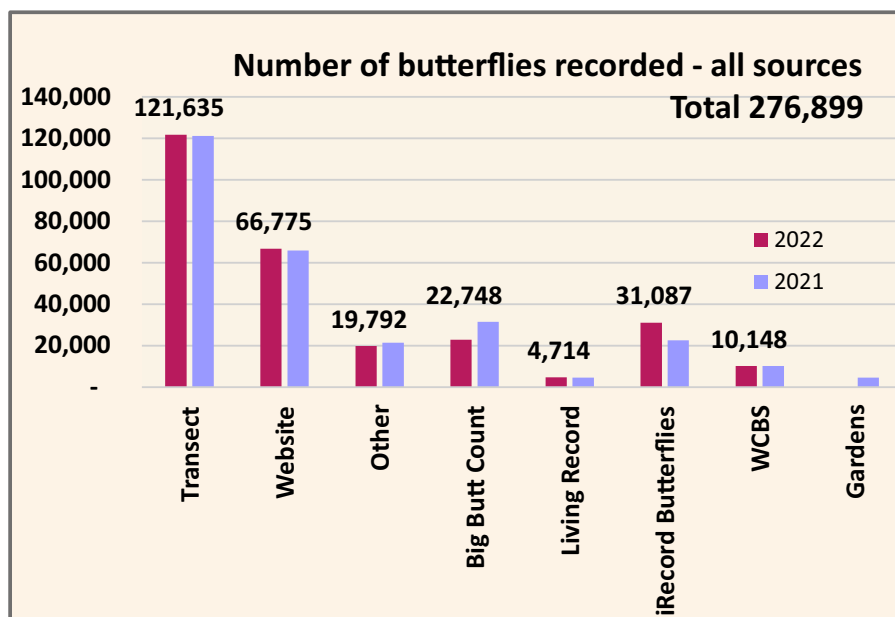 Number of butterflies recorded - all sources
Total 276,899
140,000
120,000
100,000
80,000
60,000
40,000
20,000
-
121,635
66,775
19,792
22,748
4,714
31,087
10,148
2022
2021
Transect
Website
Other
Big Butt Count
Living Record
iRecord Butterflies
WCBS
Gardens